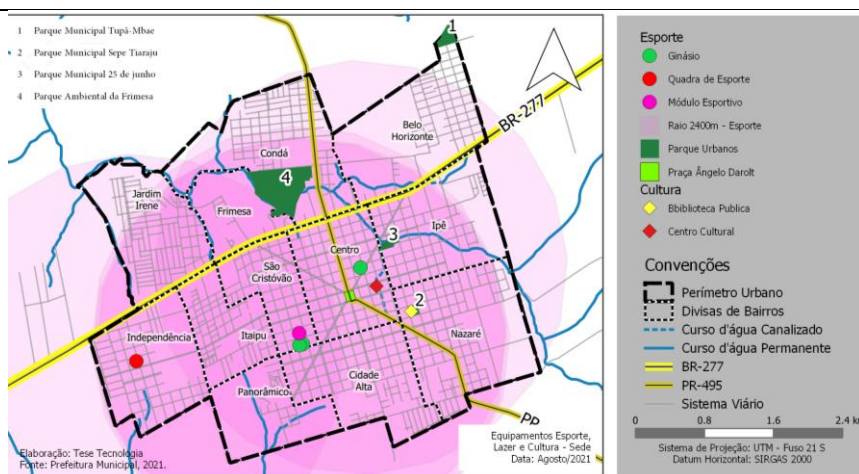 1 Parque Municipal Tupã-Mbae
2 Parque Municipal Sepe Tiaraju
3 Parque Municipal 25 de junho
4 Parque Ambiental da Frimesa
1
BR-277
Belo
Horizonte
Condá
4
Jardim
Irene
Frimesa
Ipê
3
Centro
São
Cristóvão
2
Independência
Itaipu
Nazaré
Cidade
Alta
Panorâmico
PP
Elaboração: Tese Tecnologia
Fonte: Prefeitura Municipal, 2021.
Equipamentos Esporte,
Lazer e Cultura - Sede
Data: Agosto/2021
Esporte
Ginásio
Quadra de Esporte
Módulo Esportivo
Raio 2400m - Esporte
Parque Urbanos
Praça Ângelo Darolt
Cultura
Bbiblioteca Publica
Centro Cultural
Convenções
Perímetro Urbano
Divisas de Bairros
Curso d'água Canalizado
Curso d'água Permanente
BR-277
PR-495
Sistema Viário
0 0.8 1.6 2.4 k
Sistema de Projeção: UTM - Fuso 21 S
Datum Horizontal: SIRGAS 2000